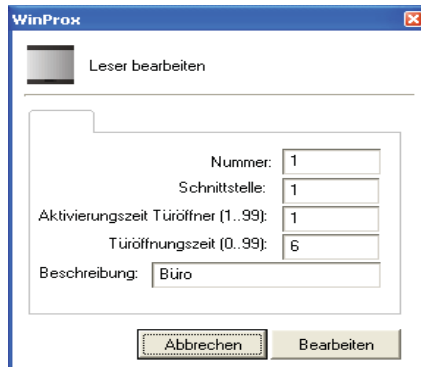 WinProx
Leser bearbeiten
Nummer: 1
Schnittstelle: 1
Aktivierungszeit Türöffner (1..99): 1
Türöffnungszeit (0..99): 6
Beschreibung: Büro
Abbrechen Bearbeiten